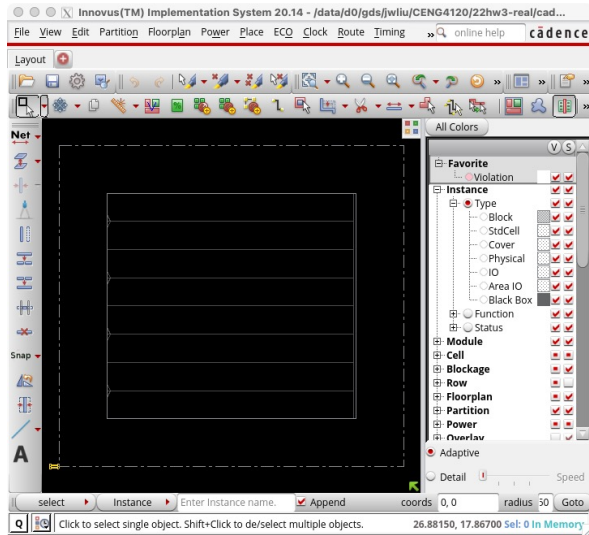 Innovus(TM) Implementation System 20.14 - /data/d0/gds/jwliu/CENG4120/22hw3-real/cad...
File View Edit Partition Floorplan Power Place ECO Clock Route Timing » online help cādence
Layout
Net
Snap
A
All Colors
V S
Favorite
Violation
Instance
Type
Block
StdCell
Cover
Physical
IO
Area IO
Black Box
Function
Status
Module
Cell
Blockage
Row
Floorplan
Partition
Power
Overlay
Adaptive
Detail Speed
select Instance Enter Instance name. Append coords 0, 0 radius 50 Goto
Q Click to select single object. Shift+Click to de/select multiple objects. 26.88150, 17.86700 Sel: 0 In Memory